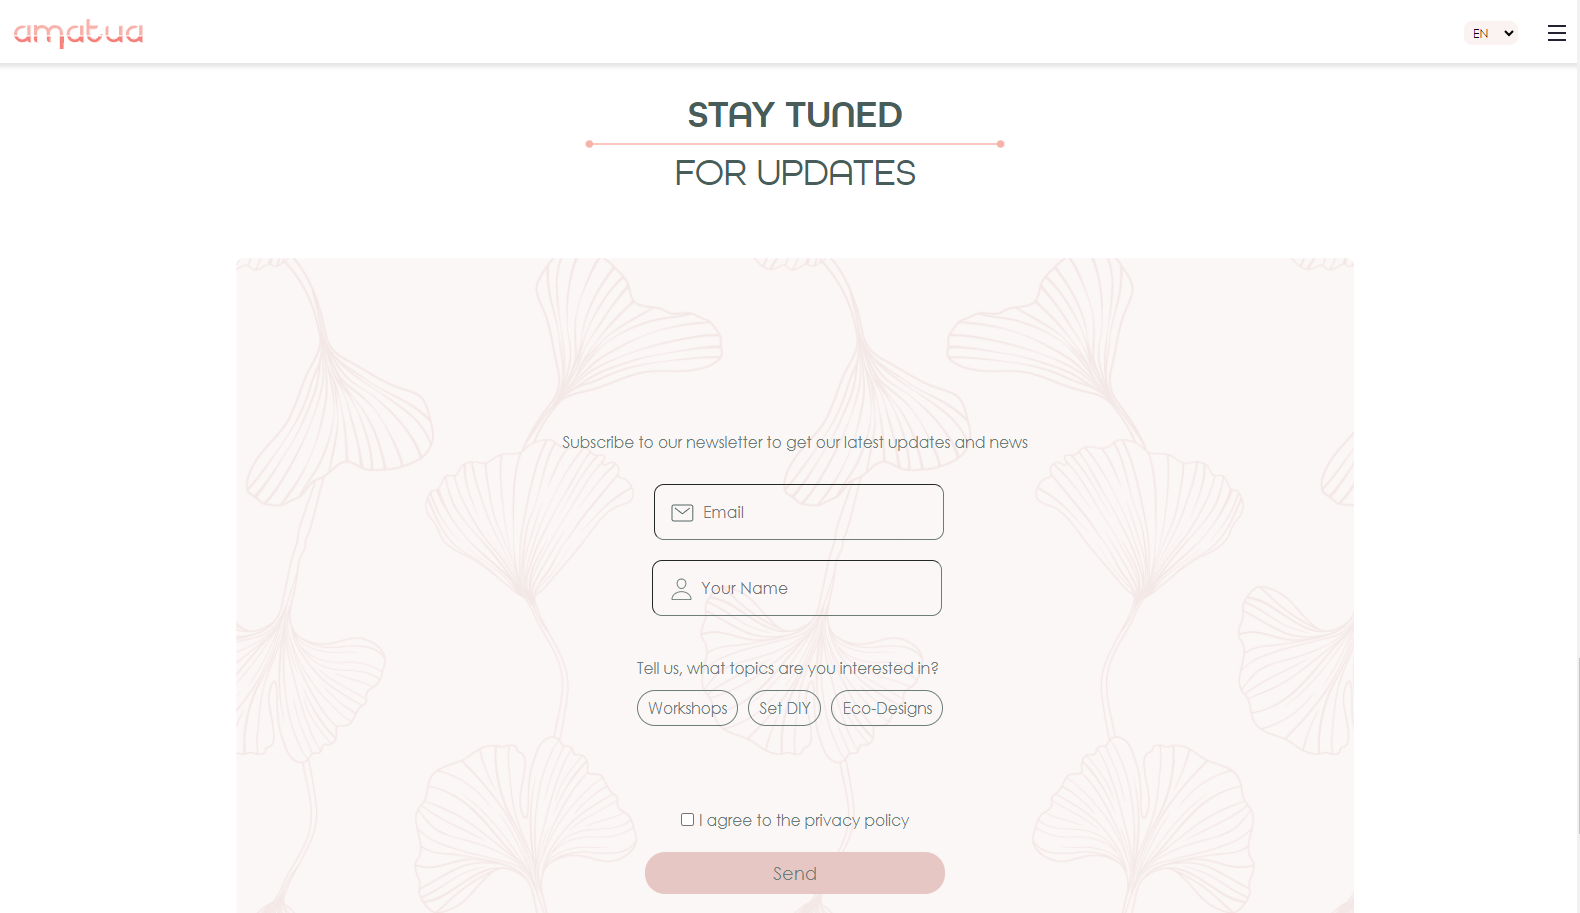 amatua
EN
STAY TUNED
FOR UPDATES
Subscribe to our newsletter to get our latest updates and news
Email
Your Name
Tell us, what topics are you interested in?
Workshops Set DIY Eco-Designs
I agree to the privacy policy
Send